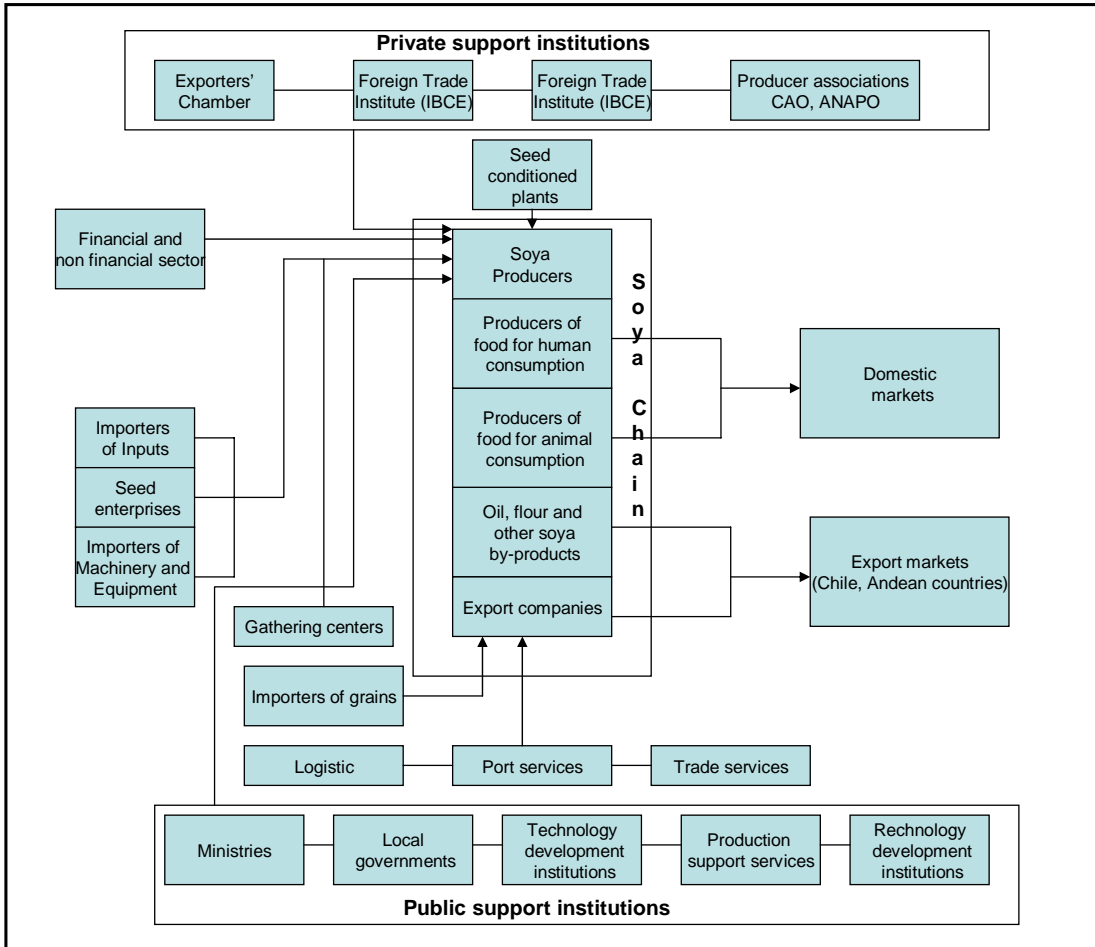 Private support institutions
Exporters'
Chamber
Foreign Trade
Institute (IBCE)
Foreign Trade
Institute (IBCE)
Producer associations
CAO, ANAPO
Seed
conditioned
plants
Financial and
non financial sector
Soya
Producers
Producers of
food for human
consumption
Producers of
food for animal
consumption
Oil, flour and
other soya
by-products
Export companies
Soya Chain
Domestic
markets
Export markets
(Chile, Andean countries)
Importers
of Inputs
Seed
enterprises
Importers of
Machinery and
Equipment
Gathering centers
Importers of grains
Logistic
Port services
Trade services
Ministries
Local
governments
Technology
development
institutions
Production
support services
Rechnology
development
institutions
Public support institutions